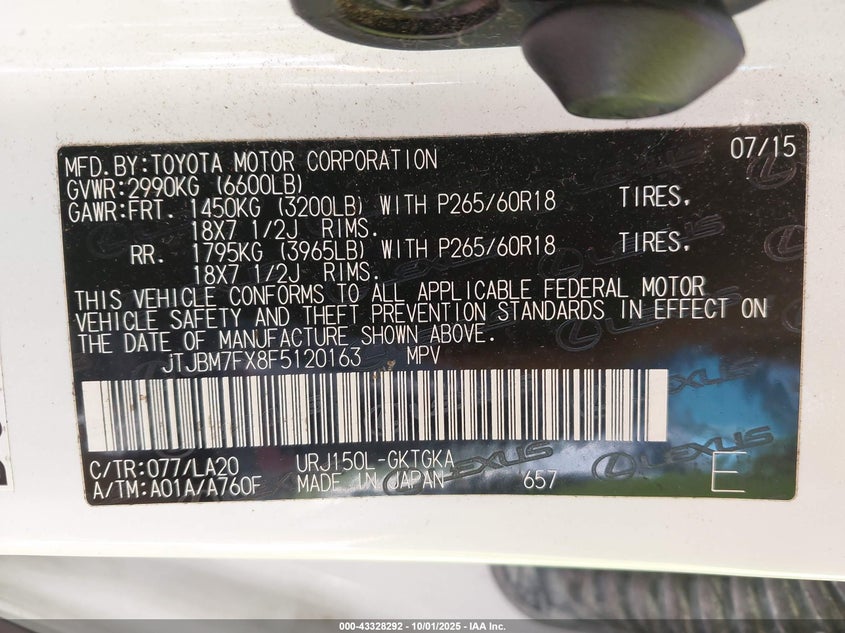 MFD.BY:TOYOTA MOTOR CORPORATION 07/15
GVWR:2990KG (6600LB)
GAWR:FRT. 1450KG (3200LB) WITH P265/60R18 TIRES.
18X7 1/2J RIMS.
RR. 1795KG (3965LB) WITH P265/60R18 TIRES.
18X7 1/2J RIMS.
THIS VEHICLE CONFORMS TO ALL APPLICABLE FEDERAL MOTOR
VEHICLE SAFETY AND THEFT PREVENTION STANDARDS IN EFFECT ON
THE DATE OF MANUFACTURE SHOWN ABOVE.
JTJBM7FX8F5120163 MPV
C/TR:077/LA20 URJ150L-GKTGKA
A/TM:A01A/A760F MADE IN JAPAN 657 E
LEXUS
000-43328292 - 10/01/2025 - IAA Inc.